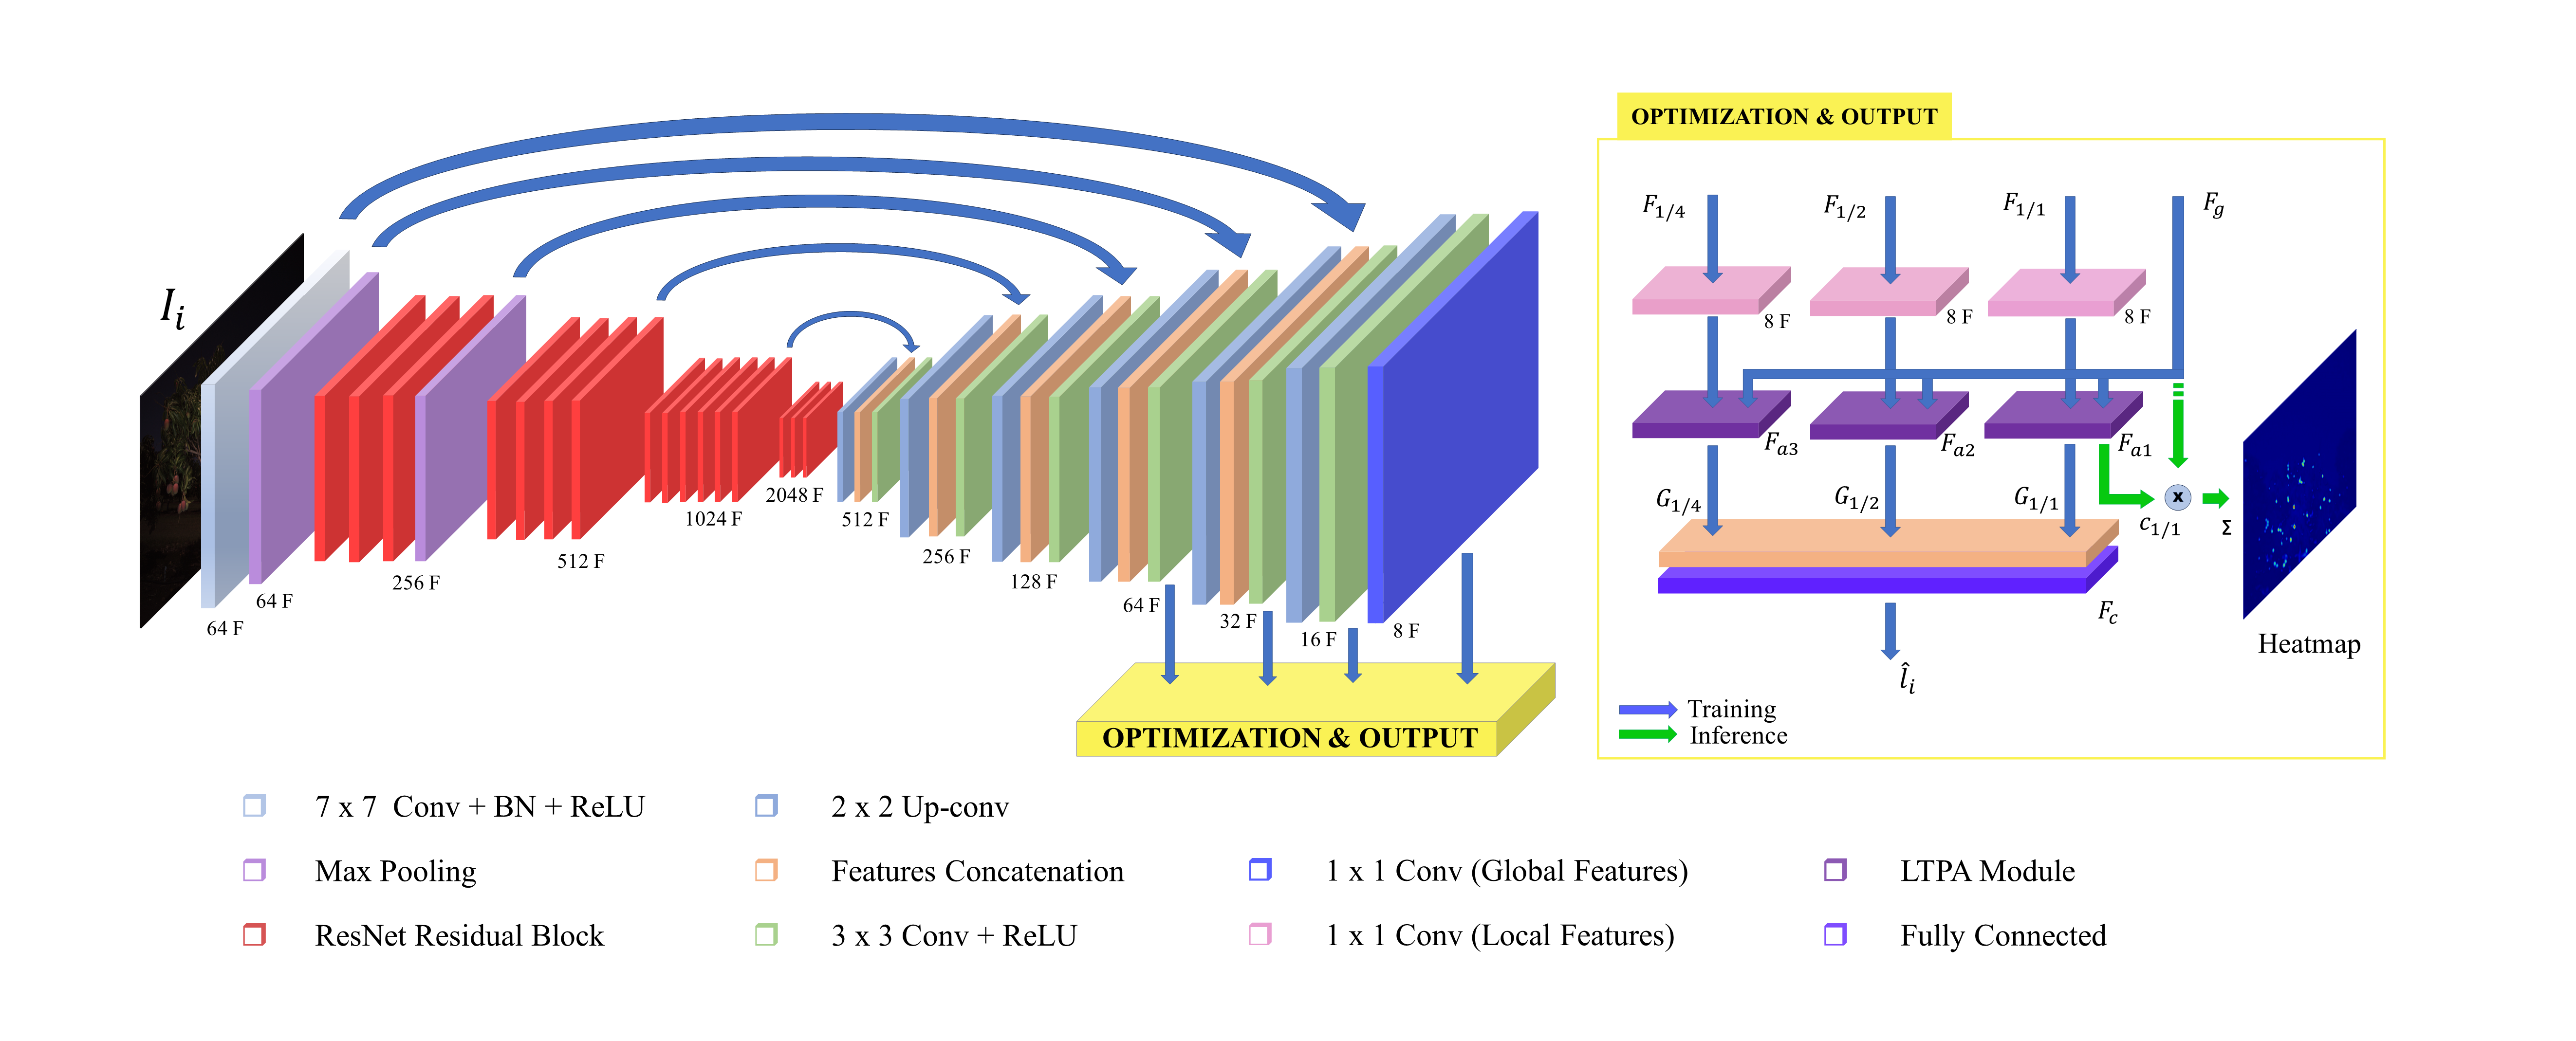 OPTIMIZATION & OUTPUT
I_i
64 F
64 F
256 F
512 F
1024 F
2048 F
512 F
256 F
128 F
64 F
32 F
16 F
8 F
OPTIMIZATION & OUTPUT
F_{1/4}
F_{1/2}
F_{1/1}
F_g
8 F
8 F
8 F
F_{a3}
F_{a2}
F_{a1}
G_{1/4}
G_{1/2}
G_{1/1}
c_{1/1}
x
Σ
F_c
Heatmap
\hat{l}_i
Training
Inference
7 x 7 Conv + BN + ReLU
2 x 2 Up-conv
Max Pooling
Features Concatenation
1 x 1 Conv (Global Features)
LTPA Module
ResNet Residual Block
3 x 3 Conv + ReLU
1 x 1 Conv (Local Features)
Fully Connected